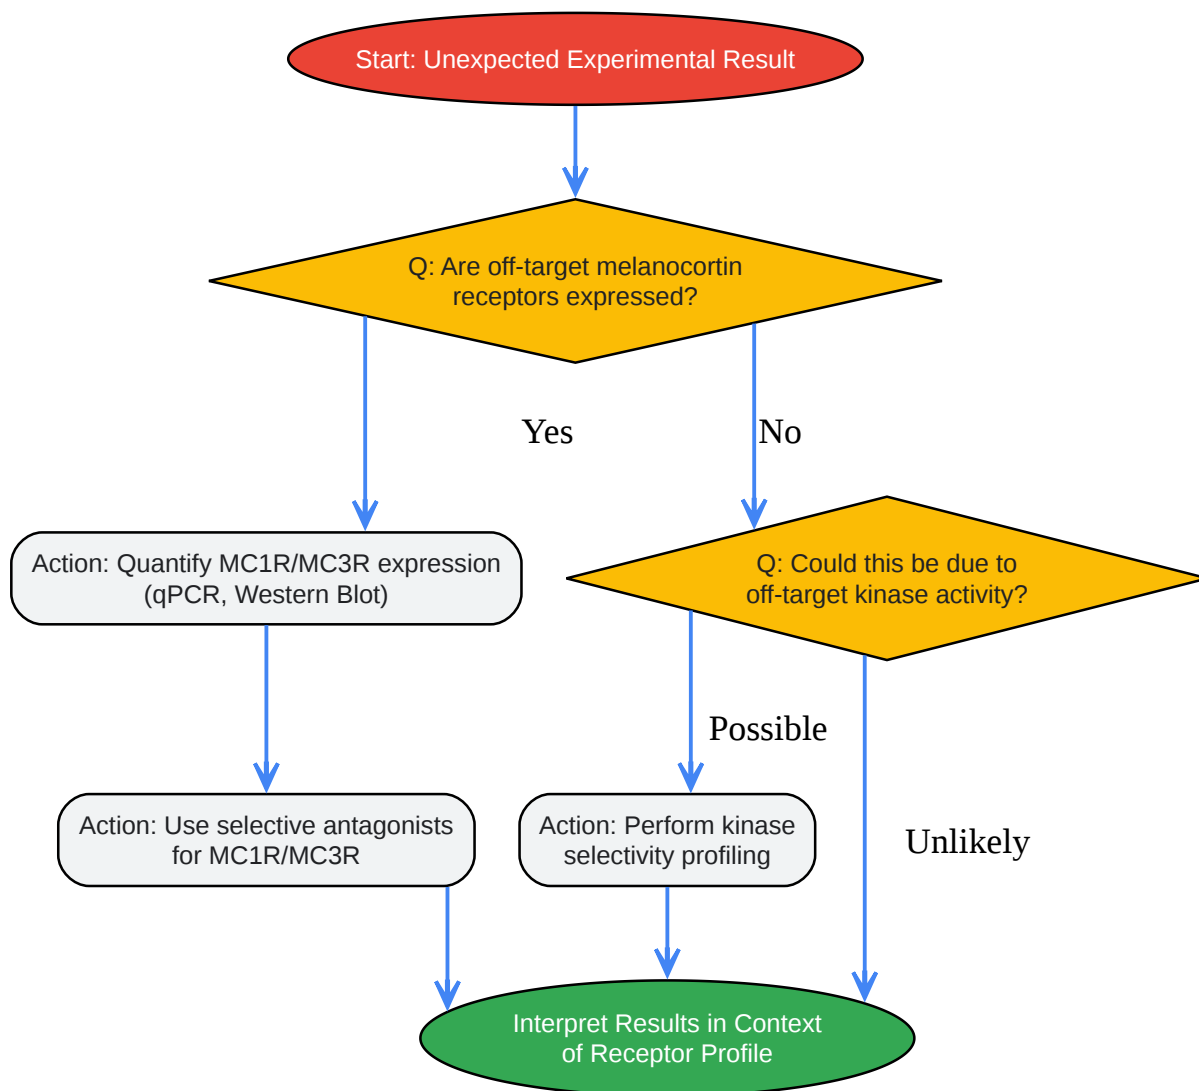 Start: Unexpected Experimental Result
Q: Are off-target melanocortin
receptors expressed?
Yes
No
Action: Quantify MC1R/MC3R expression
(qPCR, Western Blot)
Q: Could this be due to
off-target kinase activity?
Possible
Unlikely
Action: Use selective antagonists
for MC1R/MC3R
Action: Perform kinase
selectivity profiling
Interpret Results in Context
of Receptor Profile